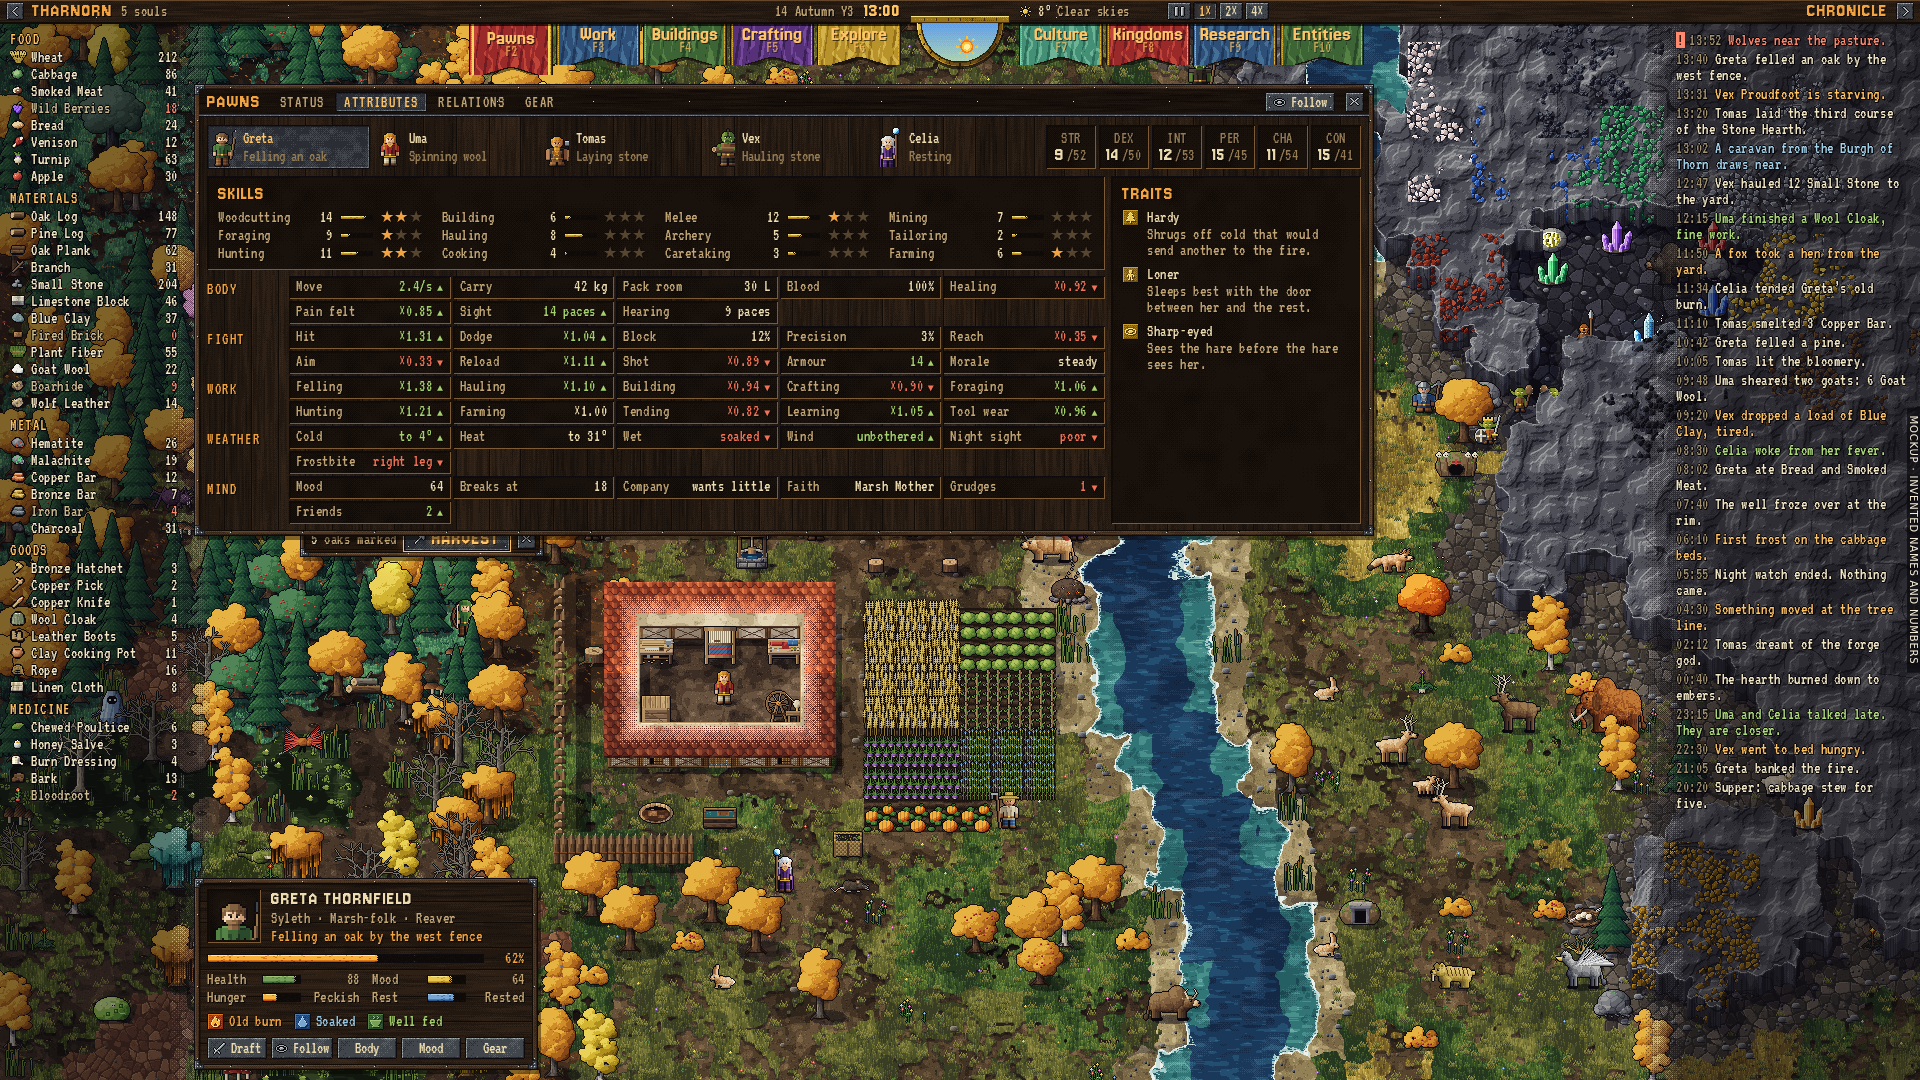 THARNORN 5 souls
14 Autumn Y3 13:00
8° Clear skies
1X 2X 4X
CHRONICLE
Pawns F2
Work F3
Buildings F4
Crafting F5
Explore F6
Culture F7
Kingdoms F8
Research F9
Entities F10
FOOD
Wheat 212
Cabbage 86
Smoked Meat 41
Wild Berries 18
Bread 24
Venison 12
Turnip 63
Apple 30
MATERIALS
Oak Log 148
Pine Log 77
Oak Plank 62
Branch 31
Small Stone 204
Limestone Block 46
Blue Clay 37
Fired Brick 0
Plant Fiber 55
Goat Wool 22
Boarhide 9
Wolf Leather 14
METAL
Hematite 26
Malachite 19
Copper Bar 12
Bronze Bar 7
Iron Bar 4
Charcoal 31
GOODS
Bronze Hatchet 3
Copper Pick 2
Copper Knife 1
Wool Cloak 4
Leather Boots 5
Clay Cooking Pot 11
Rope 16
Linen Cloth 8
MEDICINE
Chewed Poultice 6
Honey Salve 3
Burn Dressing 4
Bark 13
Bloodroot 2
PAWNS STATUS ATTRIBUTES RELATIONS GEAR Follow
Greta
Felling an oak
Uma
Spinning wool
Tomas
Laying stone
Vex
Hauling stone
Celia
Resting
STR 9 /52
DEX 14 /50
INT 12 /53
PER 15 /45
CHA 11 /54
CON 15 /41
SKILLS
Woodcutting 14 Building 6 Melee 12 Mining 7
Foraging 9 Hauling 8 Archery 5 Tailoring 2
Hunting 11 Cooking 4 Caretaking 3 Farming 6
BODY
Move 2.4/s Carry 42 kg Pack room 30 L Blood 100% Healing X0.92
Pain felt X0.85 Sight 14 paces Hearing 9 paces
FIGHT
Hit X1.31 Dodge X1.04 Block 12% Precision 3% Reach X0.35
Aim X0.33 Reload X1.11 Shot X0.89 Armour 14 Morale steady
WORK
Felling X1.38 Hauling X1.10 Building X0.94 Crafting X0.90 Foraging X1.06
Hunting X1.21 Farming X1.00 Tending X0.82 Learning X1.05 Tool wear X0.96
WEATHER
Cold to 4° Heat to 31° Wet soaked Wind unbothered Night sight poor
Frostbite right leg
MIND
Mood 64 Breaks at 18 Company wants little Faith Marsh Mother Grudges 1
Friends 2
TRAITS
Hardy
Shrugs off cold that would
send another to the fire.
Loner
Sleeps best with the door
between her and the rest.
Sharp-eyed
Sees the hare before the hare
sees her.
5 oaks marked HARVEST
GRETA THORNFIELD
Syleth · Marsh-folk · Reaver
Felling an oak by the west fence
62%
Health 88 Mood 64
Hunger Peckish Rest Rested
Old burn Soaked Well fed
Draft Follow Body Mood Gear
! 13:52 Wolves near the pasture.
13:40 Greta felled an oak by the
west fence.
13:31 Vex Proudfoot is starving.
13:20 Tomas laid the third course
of the Stone Hearth.
13:02 A caravan from the Burgh of
Thorn draws near.
12:47 Vex hauled 12 Small Stone to
the yard.
12:15 Uma finished a Wool Cloak,
fine work.
11:50 A fox took a hen from the
yard.
11:34 Celia tended Greta's old
burn.
11:10 Tomas smelted 3 Copper Bar.
10:42 Greta felled a pine.
10:05 Tomas lit the bloomery.
09:48 Uma sheared two goats: 6 Goat
Wool.
09:20 Vex dropped a load of Blue
Clay, tired.
08:30 Celia woke from her fever.
08:02 Greta ate Bread and Smoked
Meat.
07:40 The well froze over at the
rim.
06:10 First frost on the cabbage
beds.
05:55 Night watch ended. Nothing
came.
04:30 Something moved at the tree
line.
02:12 Tomas dreamt of the forge
god.
00:40 The hearth burned down to
embers.
23:15 Uma and Celia talked late.
They are closer.
22:30 Vex went to bed hungry.
21:05 Greta banked the fire.
20:20 Supper: cabbage stew for
five.
MOCKUP · INVENTED NAMES AND NUMBERS